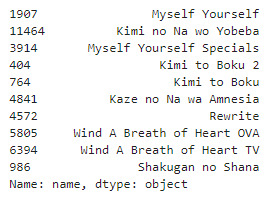 1907 Myself Yourself
11464 Kimi no Na wo Yobeba
3914 Myself Yourself Specials
404 Kimi to Boku 2
764 Kimi to Boku
4841 Kaze no Na wa Amnesia
4572 Rewrite
5805 Wind A Breath of Heart OVA
6394 Wind A Breath of Heart TV
986 Shakugan no Shana
Name: name, dtype: object